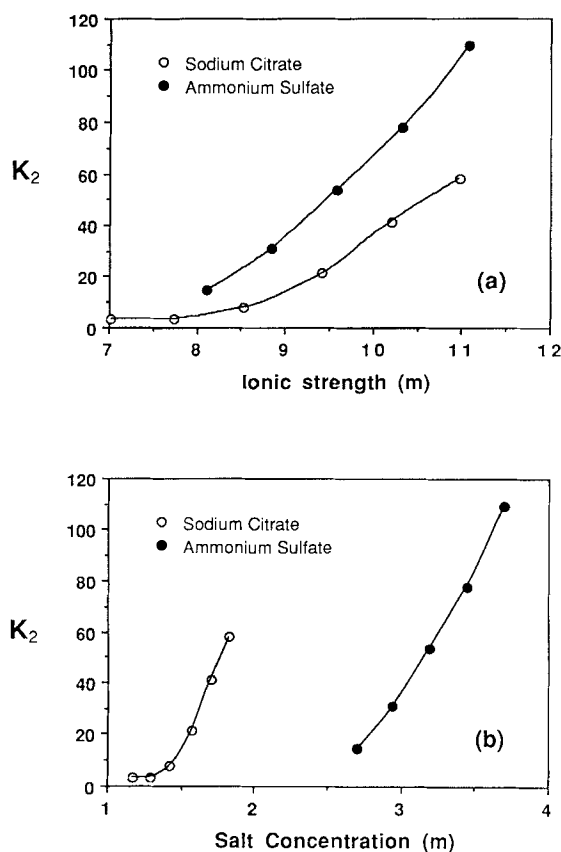 120
100
80
60
40
20
0
K2
Sodium Citrate
Ammonium Sulfate
(a)
7 8 9 10 11 12
Ionic strength (m)
120
100
80
60
40
20
0
K2
Sodium Citrate
Ammonium Sulfate
(b)
1 2 3 4
Salt Concentration (m)